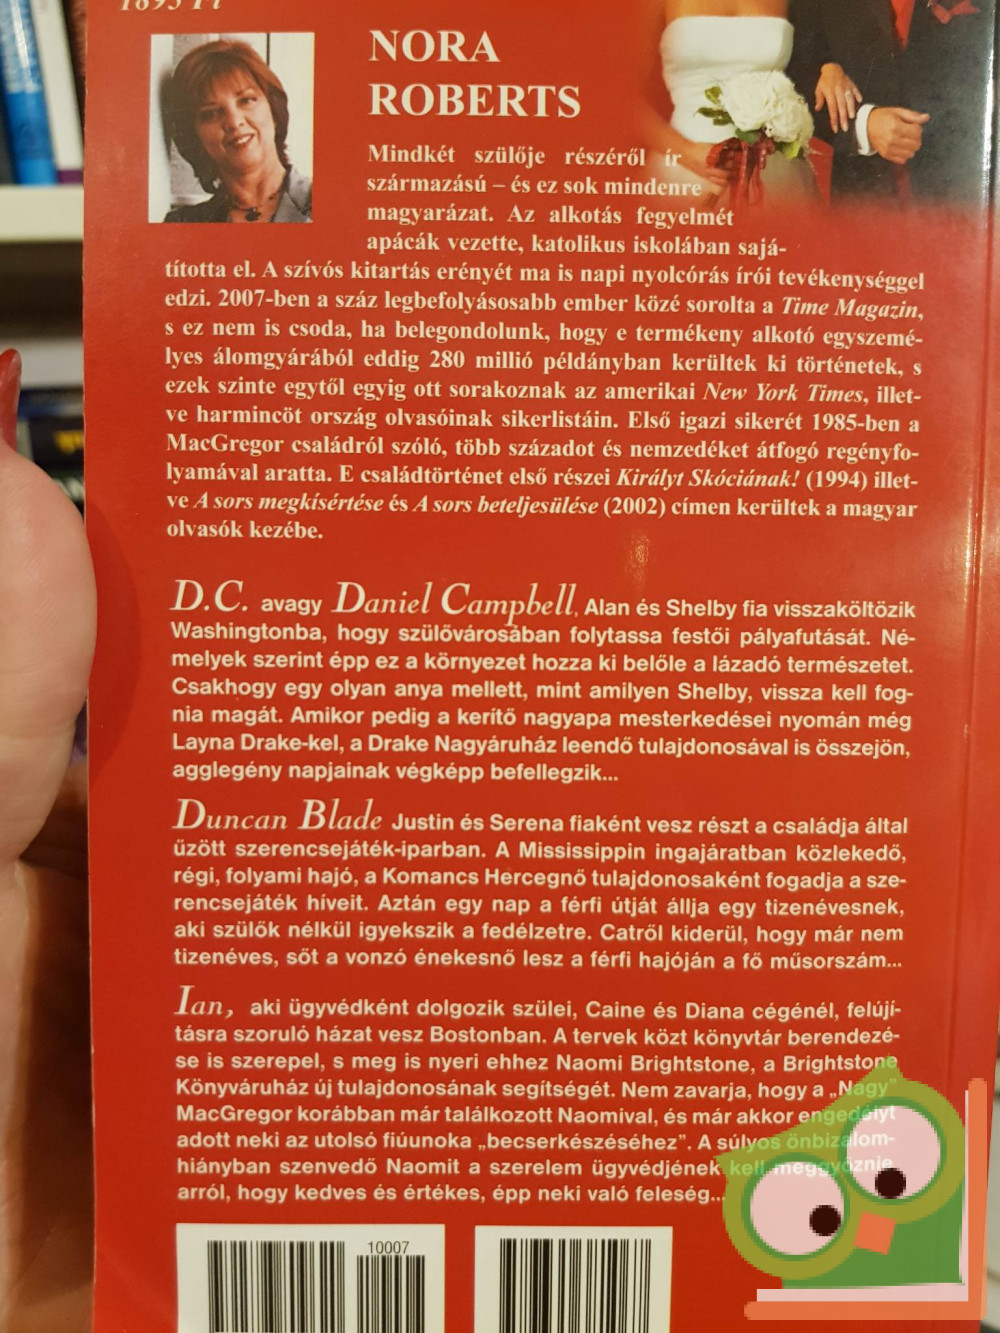 1895 Ft
NORA
ROBERTS
Mindkét szülője részéről ír
származású – és ez sok mindenre
magyarázat. Az alkotás fegyelmét
apácák vezette, katolikus iskolában sajá-
tította el. A szívós kitartás erényét ma is napi nyolcórás írói tevékenységgel
edzi. 2007-ben a száz legbefolyásosabb ember közé sorolta a Time Magazin,
s ez nem is csoda, ha belegondolunk, hogy e termékeny alkotó egyszemé-
lyes álomgyárából eddig 280 millió példányban kerültek ki történetek, s
ezek szinte egytől egyig ott sorakoznak az amerikai New York Times, illet-
ve harmincöt ország olvasóinak sikerlistáin. Első igazi sikerét 1985-ben a
MacGregor családról szóló, több századot és nemzedéket átfogó regényfo-
lyamával aratta. E családtörténet első részei Királyt Skóciának! (1994) illet-
ve A sors megkísértése és A sors beteljesülése (2002) címen kerültek a magyar
olvasók kezébe.
D.C. avagy Daniel Campbell, Alan és Shelby fia visszaköltözik
Washingtonba, hogy szülővárosában folytassa festői pályafutását. Né-
melyek szerint épp ez a környezet hozza ki belőle a lázadó természetet.
Csakhogy egy olyan anya mellett, mint amilyen Shelby, vissza kell fog-
nia magát. Amikor pedig a kerítő nagyapa mesterkedései nyomán még
Layna Drake-kel, a Drake Nagyáruház leendő tulajdonosával is összejön,
agglegény napjainak végképp befellegzik...
Duncan Blade Justin és Serena fiaként vesz részt a családja által
űzött szerencsejáték-iparban. A Mississippin ingajáratban közlekedő,
régi, folyami hajó, a Komancs Hercegnő tulajdonosaként fogadja a sze-
rencsejáték híveit. Aztán egy nap a férfi útját állja egy tizenévesnek,
aki szülők nélkül igyekszik a fedélzetre. Catről kiderül, hogy már nem
tizenéves, sőt a vonzó énekesnő lesz a férfi hajóján a fő műsorszám...
Ian, aki ügyvédként dolgozik szülei, Caine és Diana cégénél, felújí-
tásra szoruló házat vesz Bostonban. A tervek közt könyvtár berendezé-
se is szerepel, s meg is nyeri ehhez Naomi Brightstone, a Brightstone
Könyváruház új tulajdonosának segítségét. Nem zavarja, hogy a „Nagy”
MacGregor korábban már találkozott Naomival, és már akkor engedélyt
adott neki az utolsó fiúunoka „becserkészéséhez”. A súlyos önbizalom-
hiányban szenvedő Naomit a szerelem ügyvédjének kell meggyőznie
arról, hogy kedves és értékes, épp neki való feleség...
10007